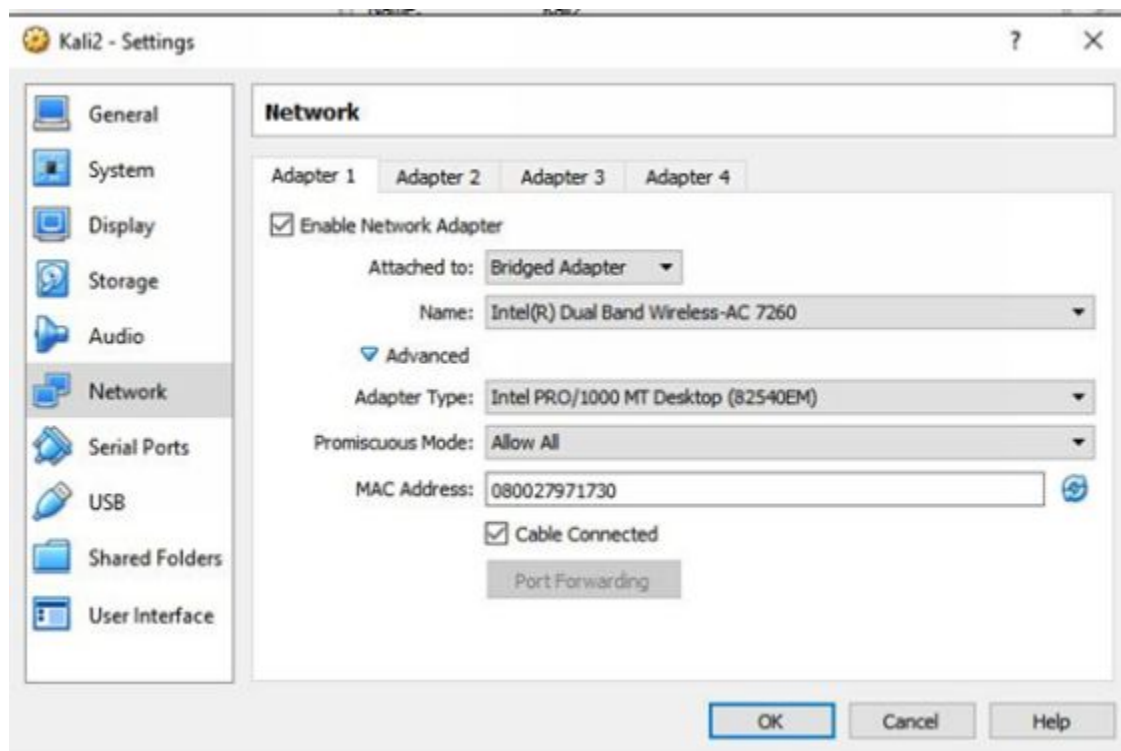 Name: Kali2
Kali2 - Settings
? ×
General
System
Display
Storage
Audio
Network
Serial Ports
USB
Shared Folders
User Interface
Network
Adapter 1 Adapter 2 Adapter 3 Adapter 4
Enable Network Adapter
Attached to: Bridged Adapter
Name: Intel(R) Dual Band Wireless-AC 7260
Advanced
Adapter Type: Intel PRO/1000 MT Desktop (82540EM)
Promiscuous Mode: Allow All
MAC Address: 080027971730
Cable Connected
Port Forwarding
OK Cancel Help